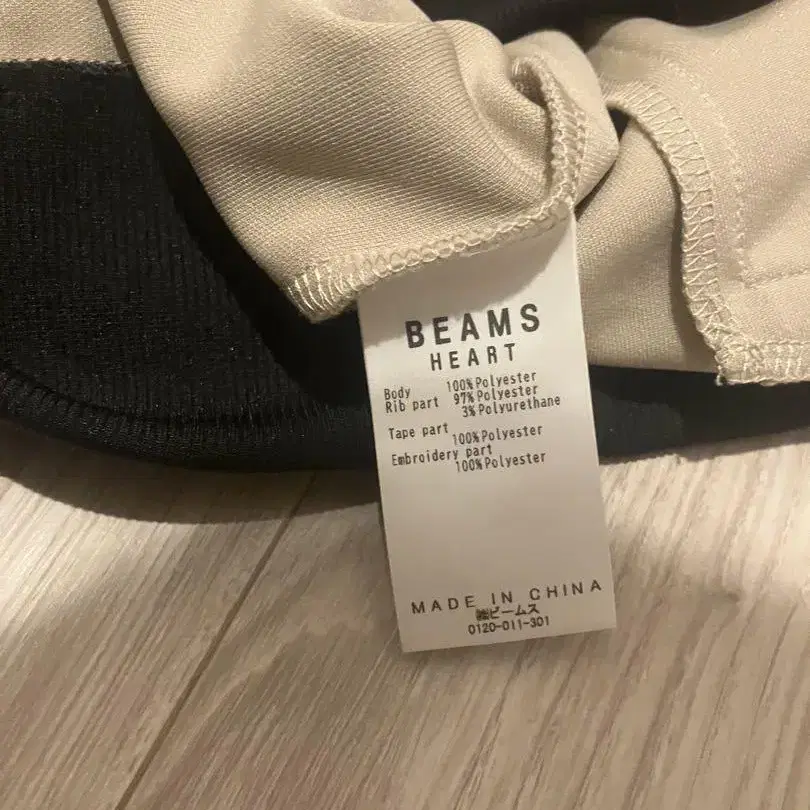 BEAMS
HEART
Body 100%Polyester
Rib part 97%Polyester
3%Polyurethane
Tape part
100%Polyester
Embroidery part
100%Polyester
MADE IN CHINA
ビームス
0120-011-301